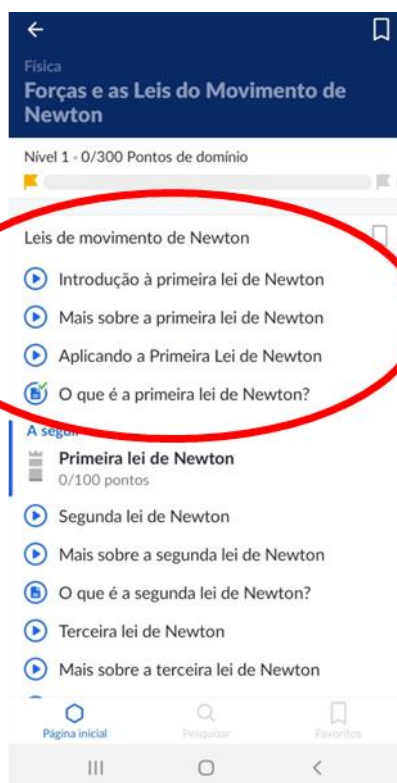 Física
Forças e as Leis do Movimento de
Newton
Nível 1 - 0/300 Pontos de domínio
Leis de movimento de Newton
Introdução à primeira lei de Newton
Mais sobre a primeira lei de Newton
Aplicando a Primeira Lei de Newton
O que é a primeira lei de Newton?
A seguir
Primeira lei de Newton
0/100 pontos
Segunda lei de Newton
Mais sobre a segunda lei de Newton
O que é a segunda lei de Newton?
Terceira lei de Newton
Mais sobre a terceira lei de Newton
Página inicial
Pesquisar
Favoritos